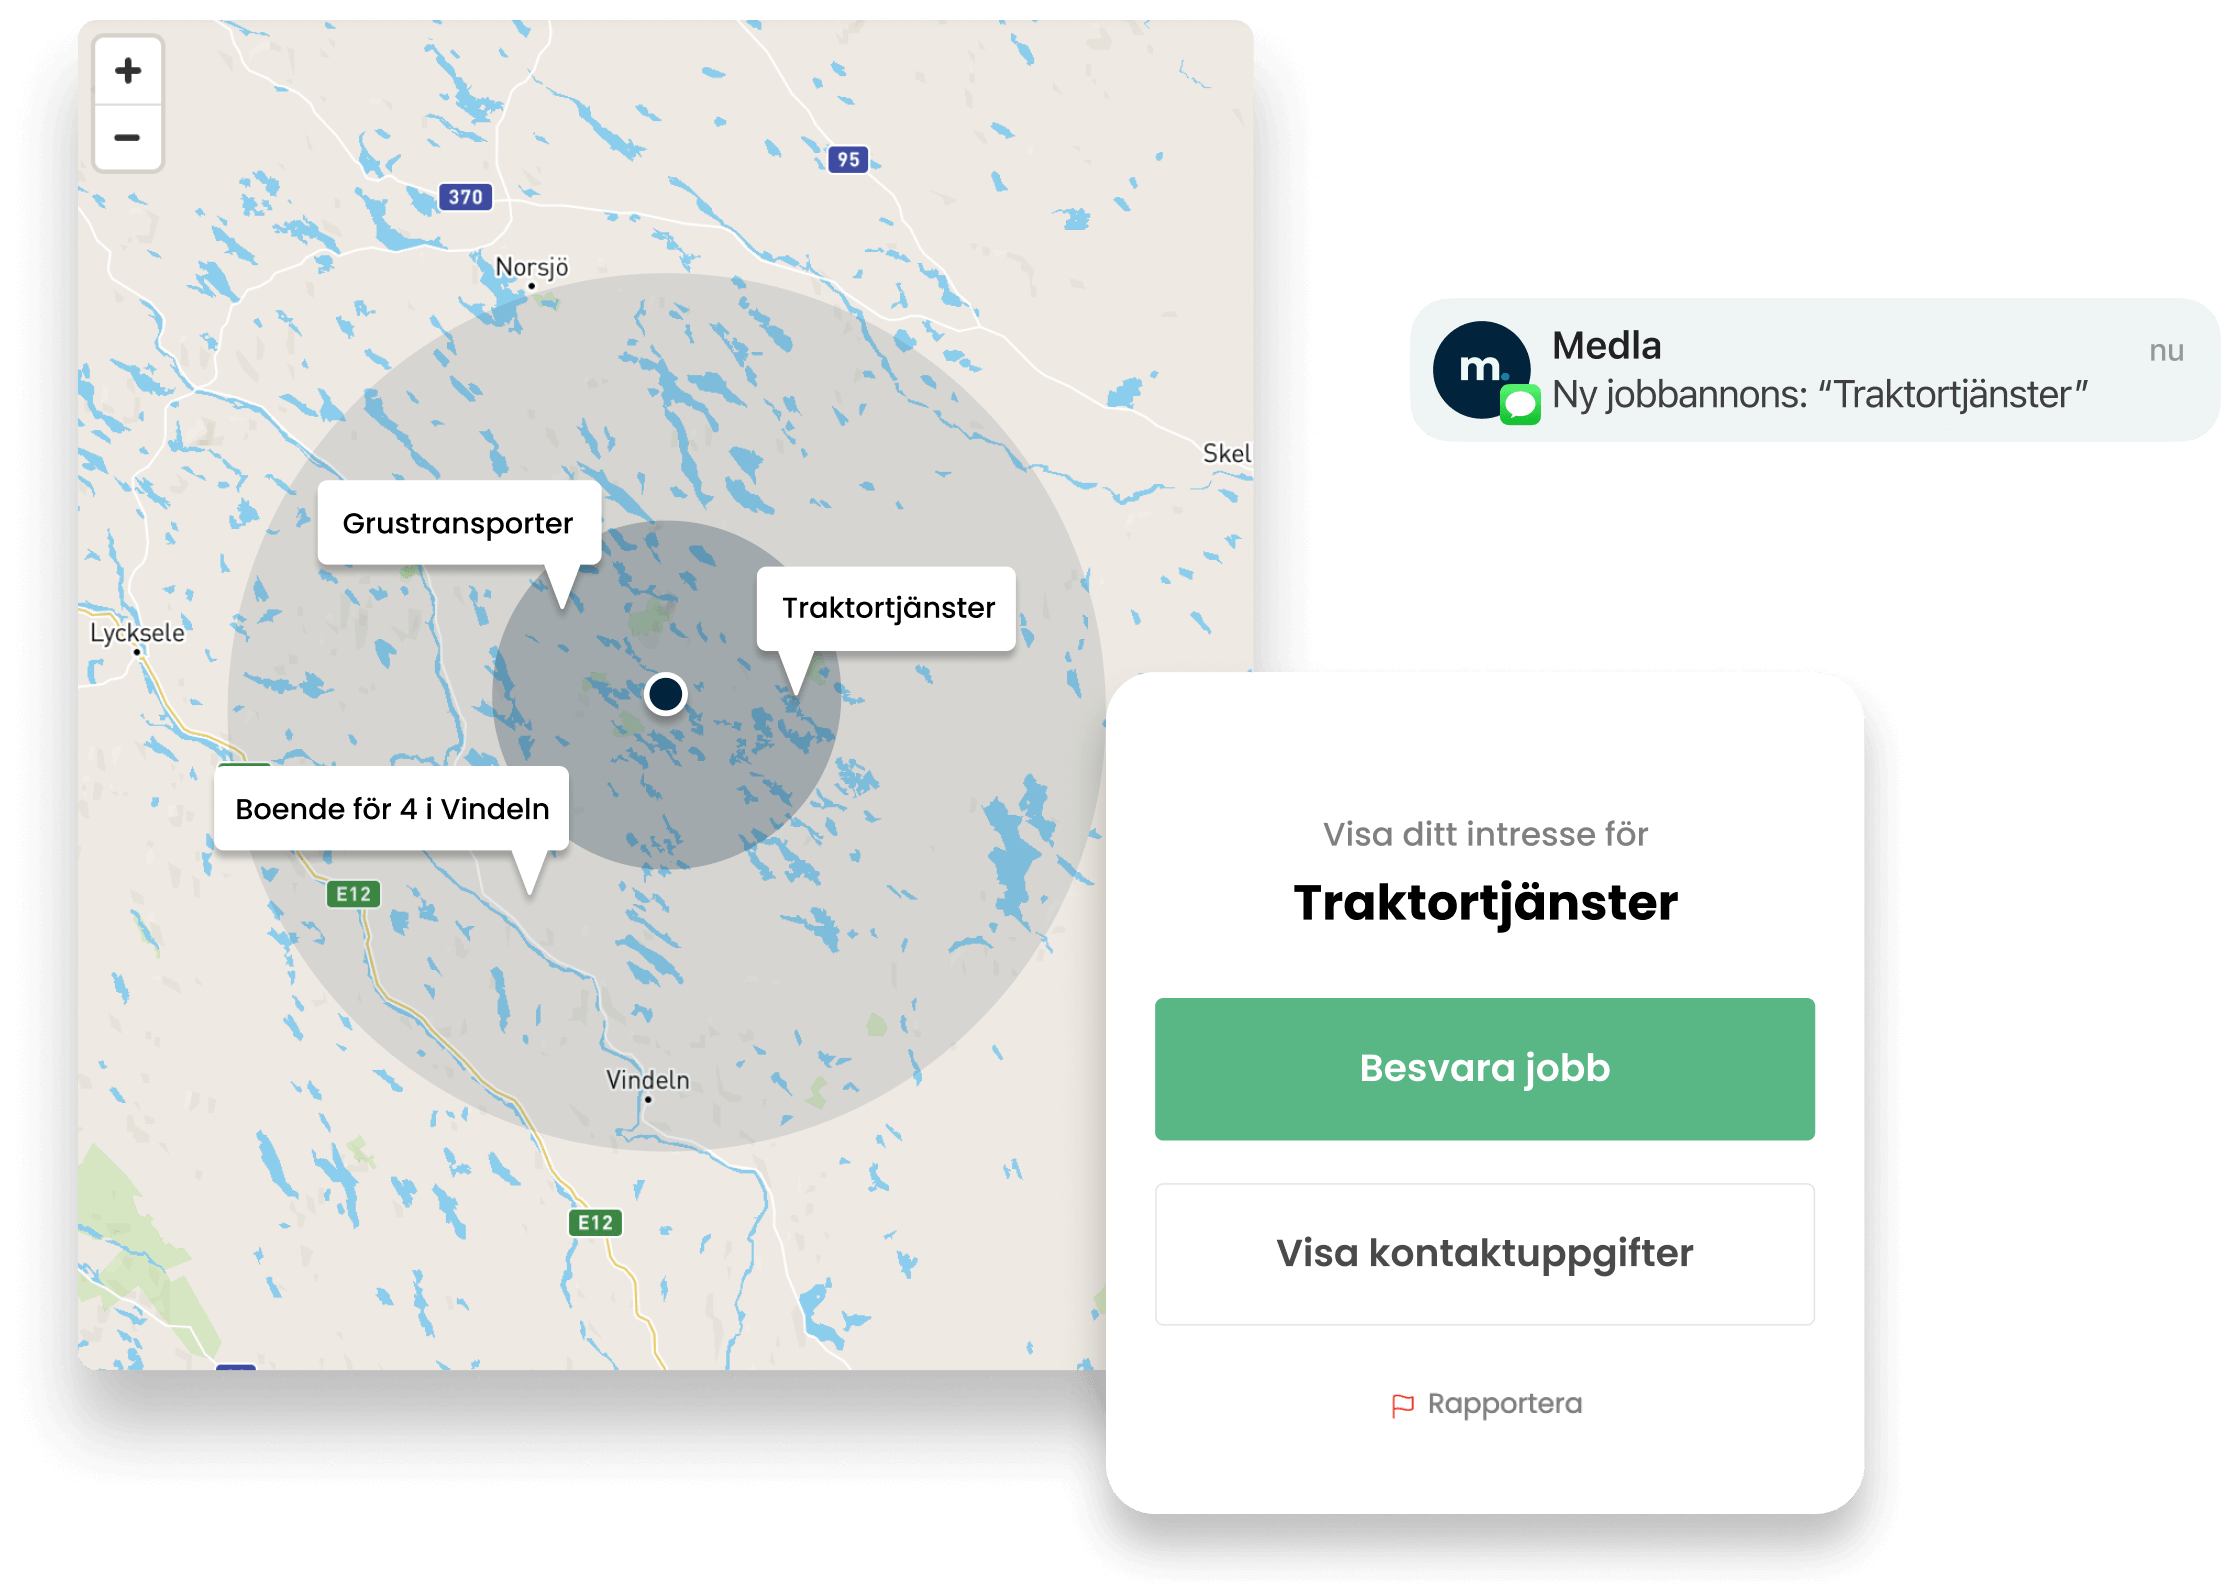 +
−
95
370
Norsjö
Skel
Grustransporter
Traktortjänster
Lycksele
Boende för 4 i Vindeln
E12
Vindeln
E12
m.
Medla
nu
Ny jobbannons: “Traktortjänster”
Visa ditt intresse för
Traktortjänster
Besvara jobb
Visa kontaktuppgifter
Rapportera